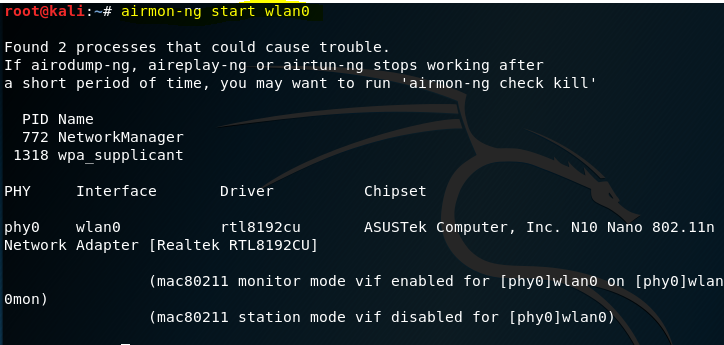 root@kali:~# airmon-ng start wlan0
Found 2 processes that could cause trouble.
If airodump-ng, aireplay-ng or airtun-ng stops working after
a short period of time, you may want to run 'airmon-ng check kill'
PID Name
772 NetworkManager
1318 wpa_supplicant
PHY Interface Driver Chipset
phy0 wlan0 rtl8192cu ASUSTek Computer, Inc. N10 Nano 802.11n
Network Adapter [Realtek RTL8192CU]
(mac80211 monitor mode vif enabled for [phy0]wlan0 on [phy0]wlan
0mon)
(mac80211 station mode vif disabled for [phy0]wlan0)